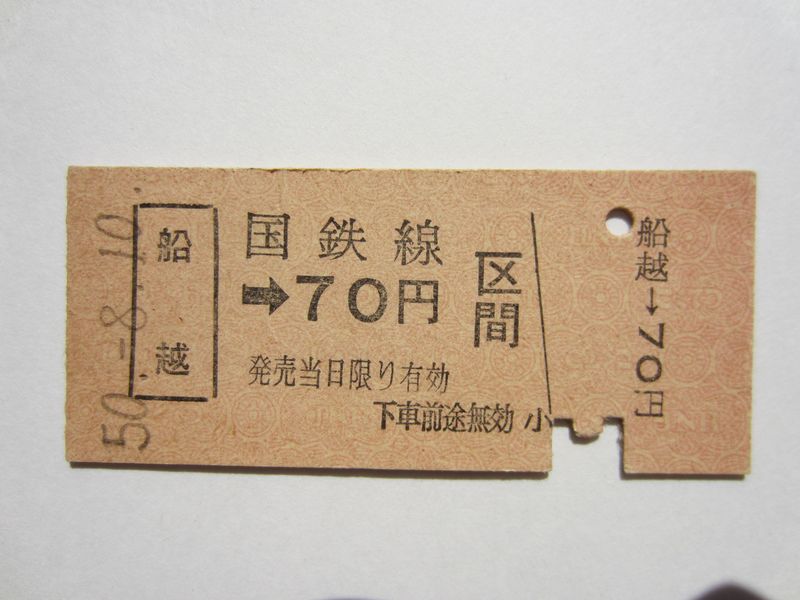 50.-8.10.
船越
国鉄線
➡70円
区間
発売当日限り有効
下車前途無効
小
船越→70円